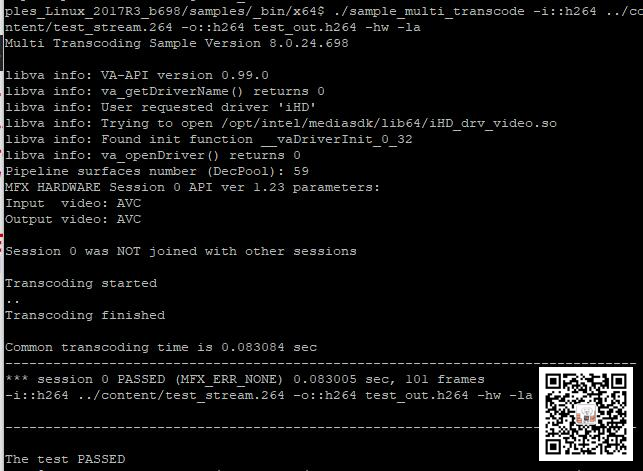 ples_Linux_2017R3_b698/samples/_bin/x64$ ./sample_multi_transcode -i::h264 ../co
ntent/test_stream.264 -o::h264 test_out.h264 -hw -la
Multi Transcoding Sample Version 8.0.24.698
libva info: VA-API version 0.99.0
libva info: va_getDriverName() returns 0
libva info: User requested driver 'iHD'
libva info: Trying to open /opt/intel/mediasdk/lib64/iHD_drv_video.so
libva info: Found init function __vaDriverInit_0_32
libva info: va_openDriver() returns 0
Pipeline surfaces number (DecPool): 59
MFX HARDWARE Session 0 API ver 1.23 parameters:
Input  video: AVC
Output video: AVC
Session 0 was NOT joined with other sessions
Transcoding started
..
Transcoding finished
Common transcoding time is 0.083084 sec
-------------------------------------------------------------------------------
*** session 0 PASSED (MFX_ERR_NONE) 0.083005 sec, 101 frames
-i::h264 ../content/test_stream.264 -o::h264 test_out.h264 -hw -la
-------------------------------------------------------------------------------
The test PASSED